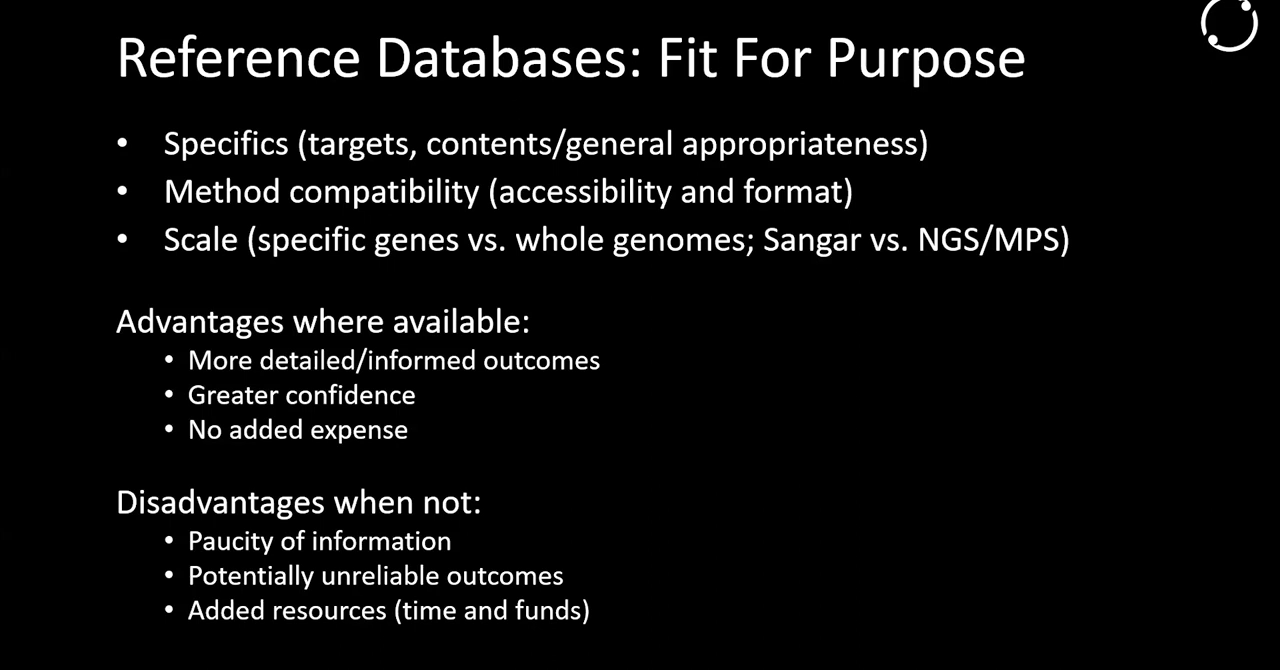 Reference Databases: Fit For Purpose
• Specifics (targets, contents/general appropriateness)
• Method compatibility (accessibility and format)
• Scale (specific genes vs. whole genomes; Sangar vs. NGS/MPS)
Advantages where available:
• More detailed/informed outcomes
• Greater confidence
• No added expense
Disadvantages when not:
• Paucity of information
• Potentially unreliable outcomes
• Added resources (time and funds)